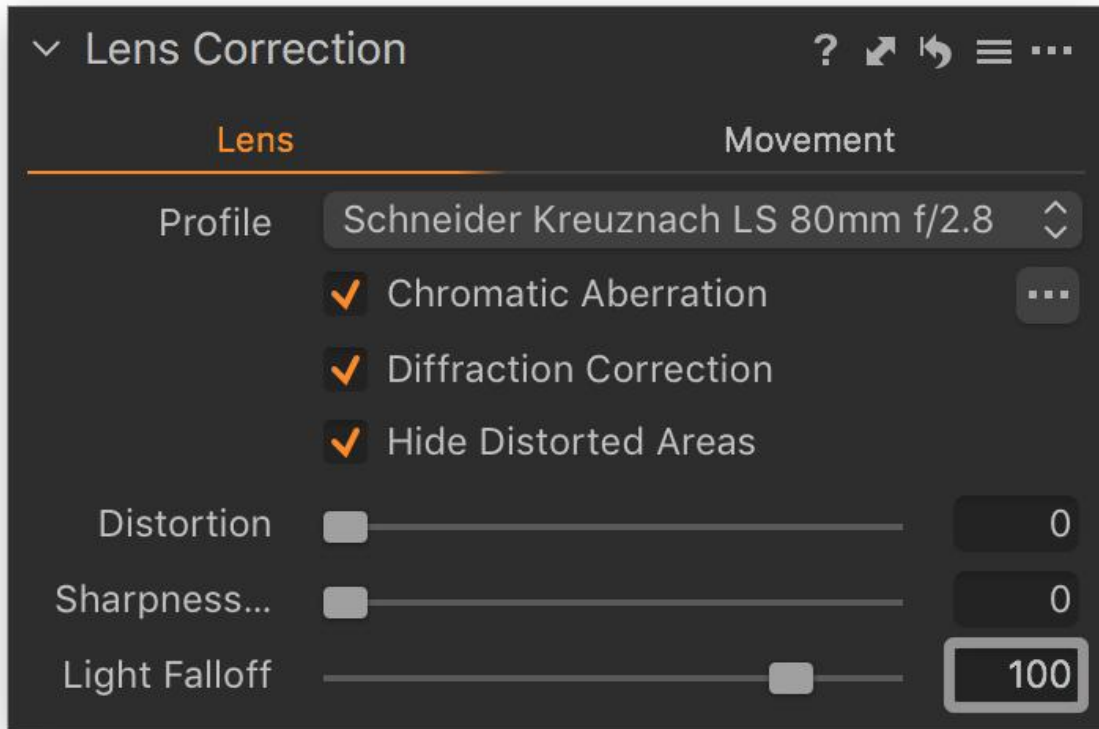 Lens Correction ?
Lens Movement
Profile Schneider Kreuznach LS 80mm f/2.8
Chromatic Aberration
Diffraction Correction
Hide Distorted Areas
Distortion 0
Sharpness... 0
Light Falloff 100